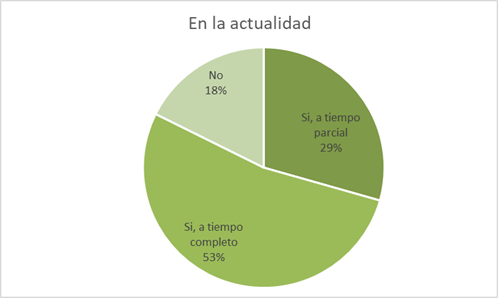 En la actualidad
No
18%
Si, a tiempo
parcial
29%
Si, a tiempo
completo
53%